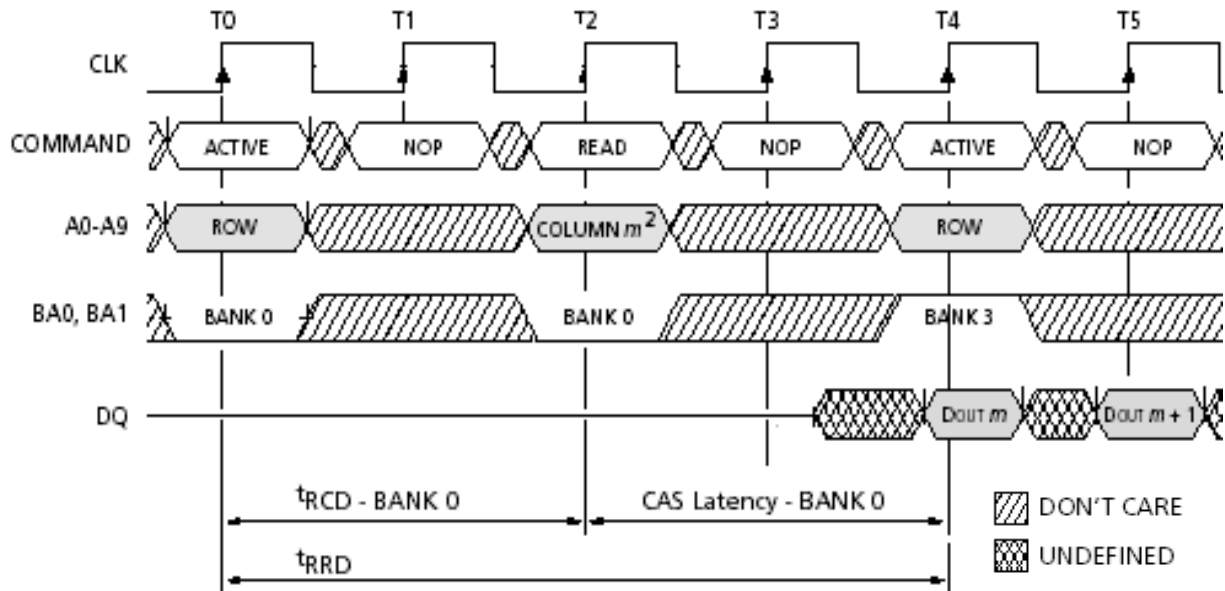 T0 T1 T2 T3 T4 T5
CLK
COMMAND ACTIVE NOP READ NOP ACTIVE NOP
A0-A9 ROW COLUMN m² ROW
BA0, BA1 BANK 0 BANK 0 BANK 3
DQ DOUT m DOUT m + 1
tRCD - BANK 0 CAS Latency - BANK 0
DON'T CARE
tRRD
UNDEFINED